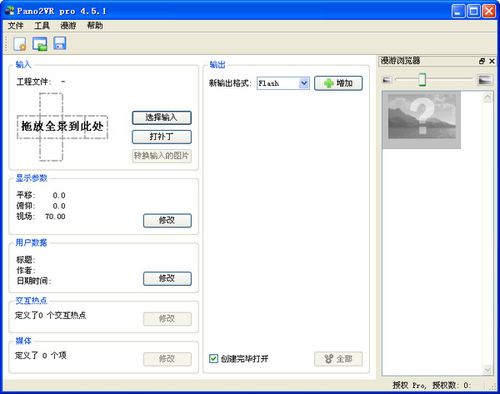 Pano2VR pro 4.5.1
文件 工具 漫游 帮助
输入
工程文件: -
拖放全景到此处
选择输入
打补丁
转换输入的图片
显示参数
平移: 0.0
俯仰: 0.0
视场: 70.00
修改
用户数据
标题:
作者:
日期时间:
修改
交互热点
定义了0 个交互热点
修改
媒体
定义了 0 个项
修改
输出
新输出格式: Flash 增加
创建完毕打开
全部
漫游浏览器
?
授权 Pro, 授权数: 0: